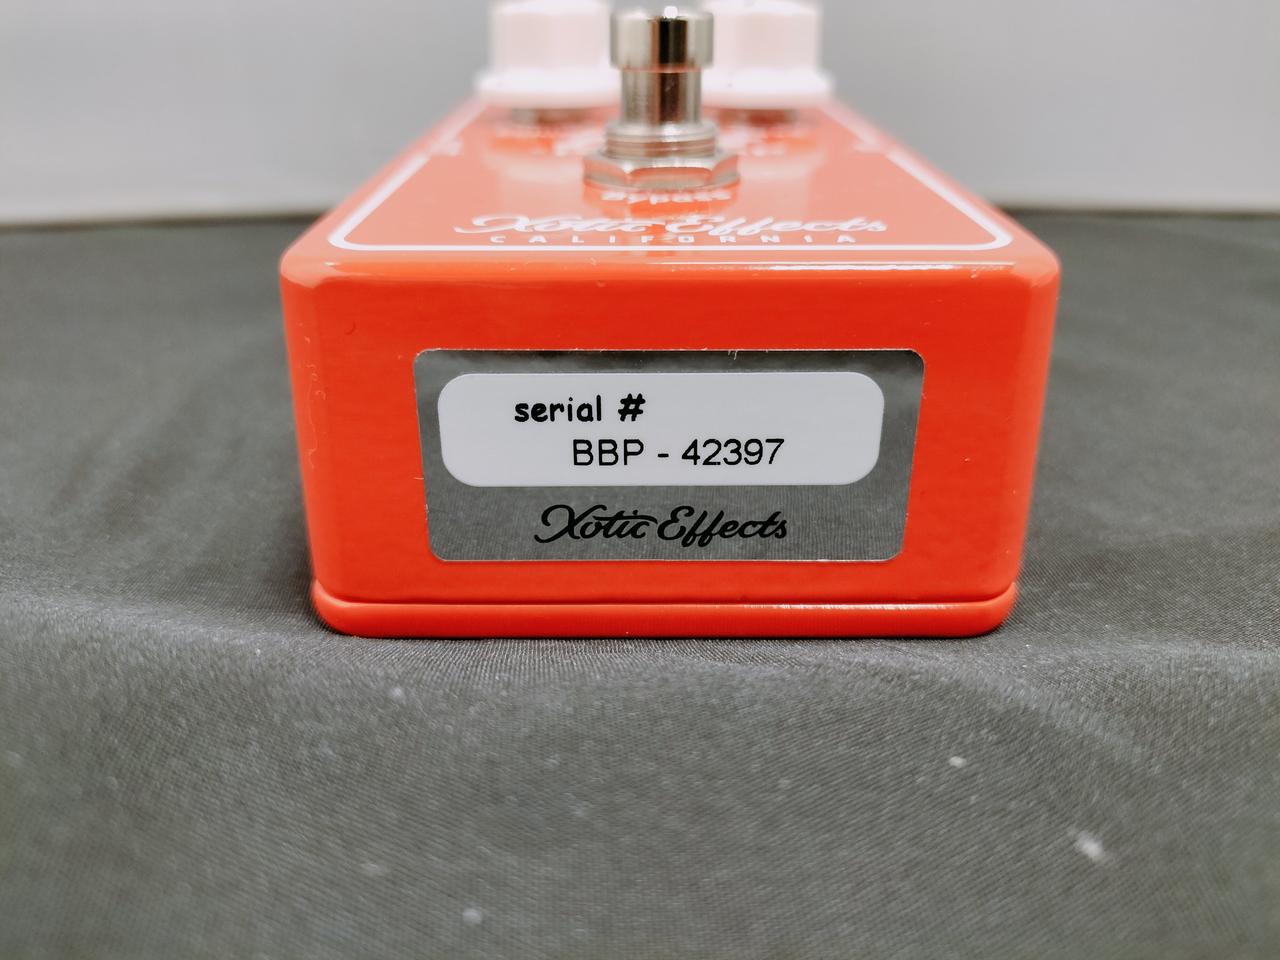 Bypass
Xotic Effects
CALIFORNIA
serial #
BBP - 42397
Xotic Effects